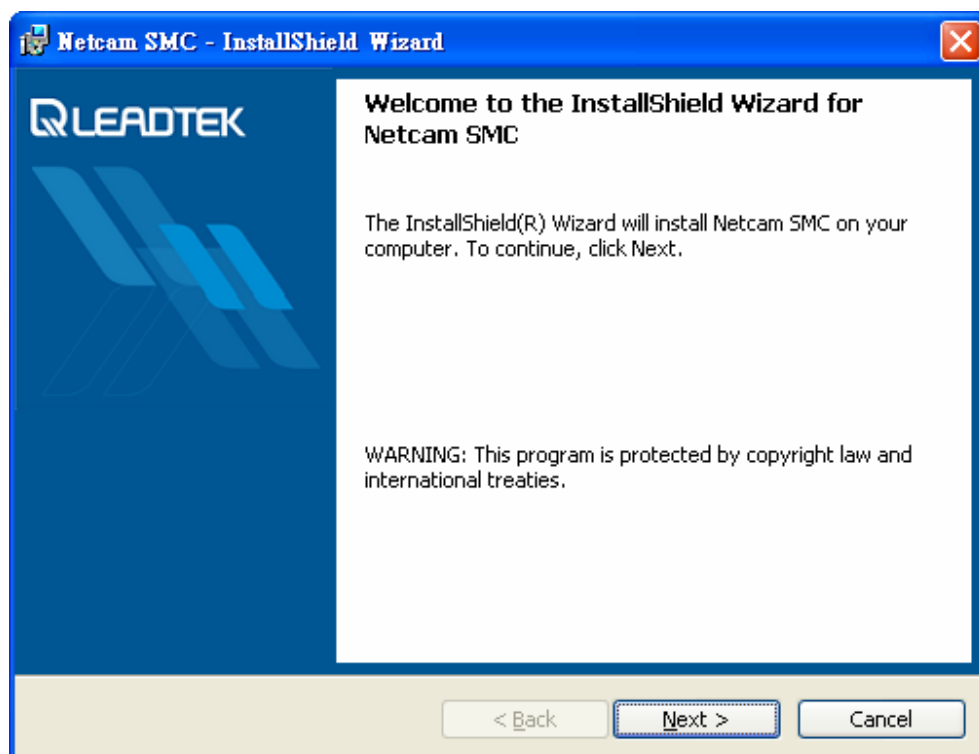 Netcam SMC - InstallShield Wizard
LEADTEK
Welcome to the InstallShield Wizard for
Netcam SMC
The InstallShield(R) Wizard will install Netcam SMC on your
computer. To continue, click Next.
WARNING: This program is protected by copyright law and
international treaties.
< Back
Next >
Cancel